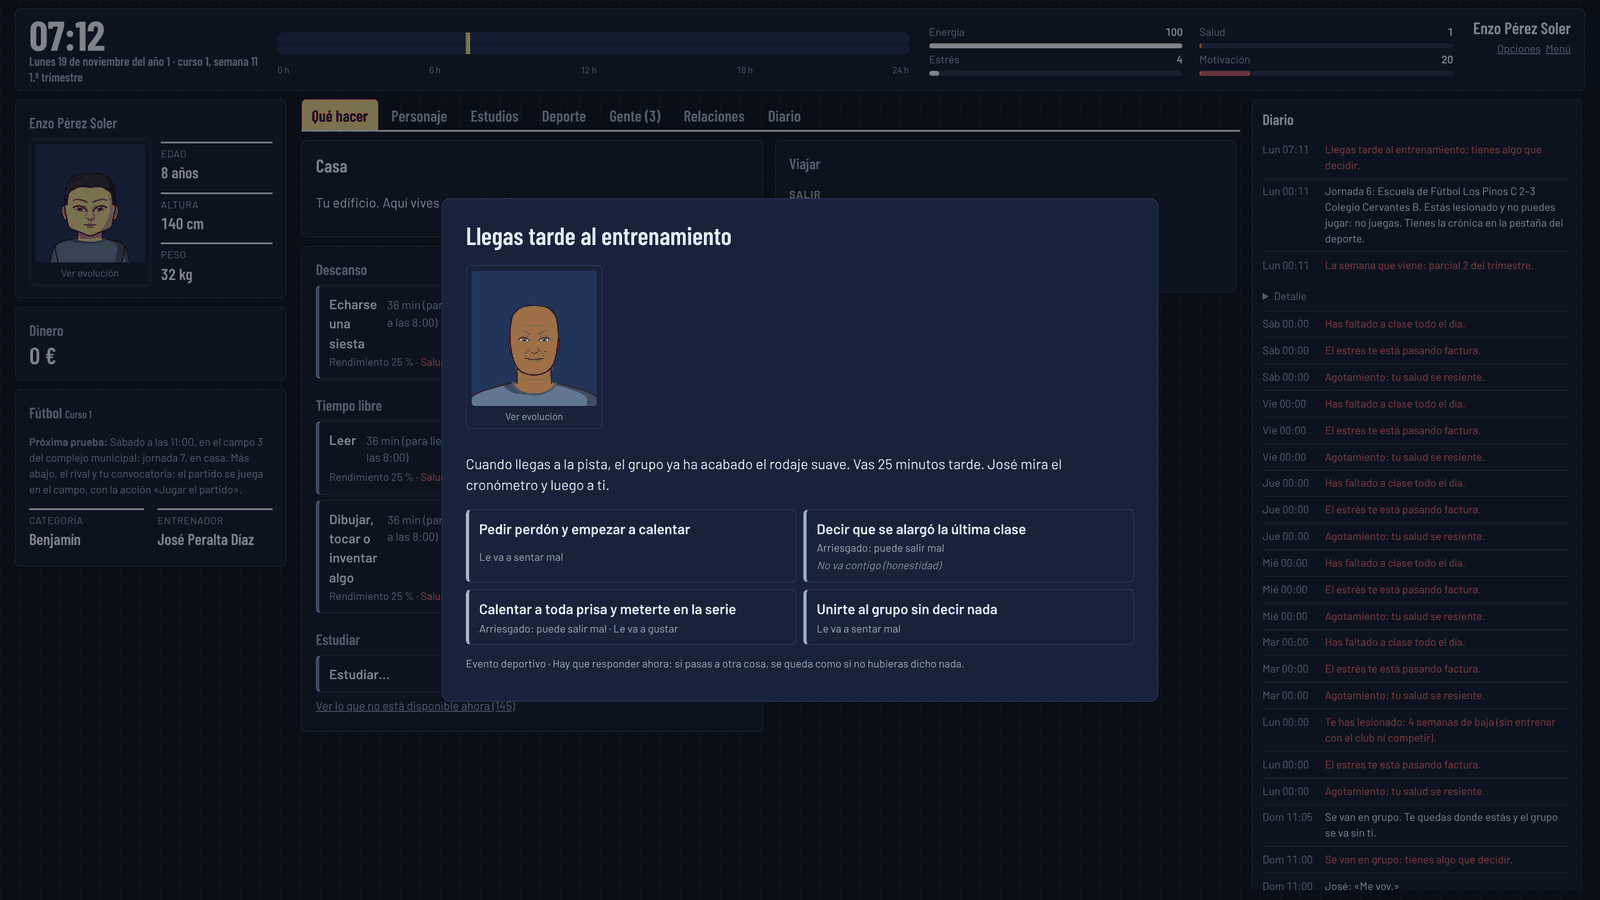 07:12
Lunes 19 de noviembre del año 1 · curso 1, semana 11
1.º trimestre
0 h
6 h
12 h
18 h
24 h
Energía 100
Estrés 4
Salud 1
Motivación 20
Enzo Pérez Soler
Opciones Menú
Enzo Pérez Soler
Ver evolución
EDAD
8 años
ALTURA
140 cm
PESO
32 kg
Dinero
0 €
Fútbol Curso 1
Próxima prueba: Sábado a las 11:00, en el campo 3
del complejo municipal: jornada 7, en casa. Más
abajo, el rival y tu convocatoria: el partido se juega
en el campo, con la acción «Jugar el partido».
CATEGORÍA
Benjamín
ENTRENADOR
José Peralta Díaz
Qué hacer
Personaje
Estudios
Deporte
Gente (3)
Relaciones
Diario
Casa
Tu edificio. Aquí vives
Viajar
SALIR
Descanso
Echarse
una
siesta
36 min (par
a las 8:00)
Rendimiento 25 % · Salu
Tiempo libre
Leer
36 min (para lle
las 8:00)
Rendimiento 25 % · Salu
Dibujar,
tocar o
inventar
algo
36 min (par
a las 8:00)
Rendimiento 25 % · Salu
Estudiar
Estudiar...
Ver lo que no está disponible ahora (145)
Llegas tarde al entrenamiento
Ver evolución
Cuando llegas a la pista, el grupo ya ha acabado el rodaje suave. Vas 25 minutos tarde. José mira el
cronómetro y luego a ti.
Pedir perdón y empezar a calentar
Le va a sentar mal
Decir que se alargó la última clase
Arriesgado: puede salir mal
No va contigo (honestidad)
Calentar a toda prisa y meterte en la serie
Arriesgado: puede salir mal · Le va a gustar
Unirte al grupo sin decir nada
Le va a sentar mal
Evento deportivo · Hay que responder ahora: si pasas a otra cosa, se queda como si no hubieras dicho nada.
Diario
Lun 07:11 Llegas tarde al entrenamiento: tienes algo que
decidir.
Lun 00:11 Jornada 6: Escuela de Fútbol Los Pinos C 2–3
Colegio Cervantes B. Estás lesionado y no puedes
jugar: no juegas. Tienes la crónica en la pestaña del
deporte.
Lun 00:11 La semana que viene: parcial 2 del trimestre.
▶ Detalle
Sáb 00:00 Has faltado a clase todo el día.
Sáb 00:00 El estrés te está pasando factura.
Sáb 00:00 Agotamiento: tu salud se resiente.
Vie 00:00 Has faltado a clase todo el día.
Vie 00:00 El estrés te está pasando factura.
Vie 00:00 Agotamiento: tu salud se resiente.
Jue 00:00 Has faltado a clase todo el día.
Jue 00:00 El estrés te está pasando factura.
Jue 00:00 Agotamiento: tu salud se resiente.
Mié 00:00 Has faltado a clase todo el día.
Mié 00:00 El estrés te está pasando factura.
Mié 00:00 Agotamiento: tu salud se resiente.
Mar 00:00 Has faltado a clase todo el día.
Mar 00:00 El estrés te está pasando factura.
Mar 00:00 Agotamiento: tu salud se resiente.
Lun 00:00 Te has lesionado: 4 semanas de baja (sin entrenar
con el club ni competir).
Lun 00:00 El estrés te está pasando factura.
Lun 00:00 Agotamiento: tu salud se resiente.
Dom 11:05 Se van en grupo. Te quedas donde estás y el grupo
se va sin ti.
Dom 11:00 Se van en grupo: tienes algo que decidir.
Dom 11:00 José: «Me voy.»